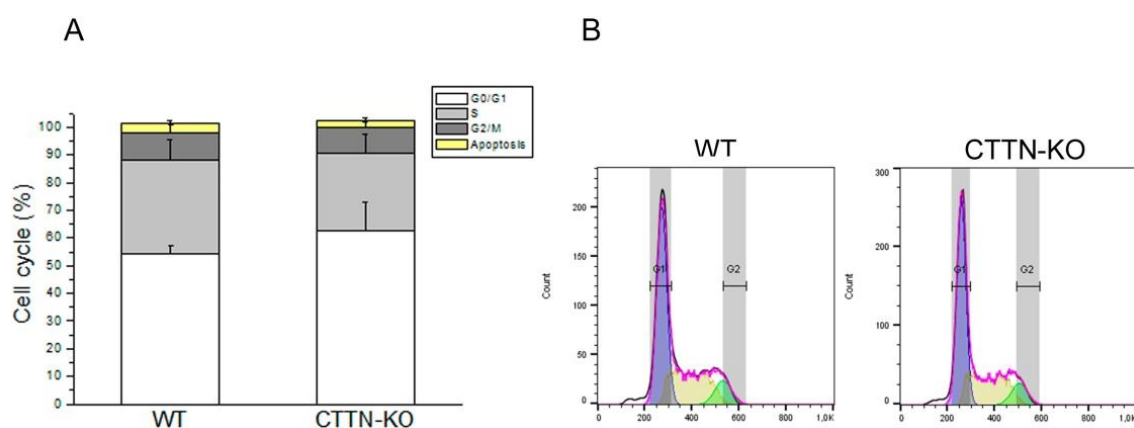 A
B
G0/G1
S
G2/M
Apoptosis
Cell cycle (%)
100
90
80
70
60
50
40
30
20
10
0
WT
CTTN-KO
WT
Count
200
150
100
50
0
G1
G2
0
200
400
600
800
1,0K
CTTN-KO
Count
300
200
100
0
G1
G2
0
200
400
600
800
1,0K